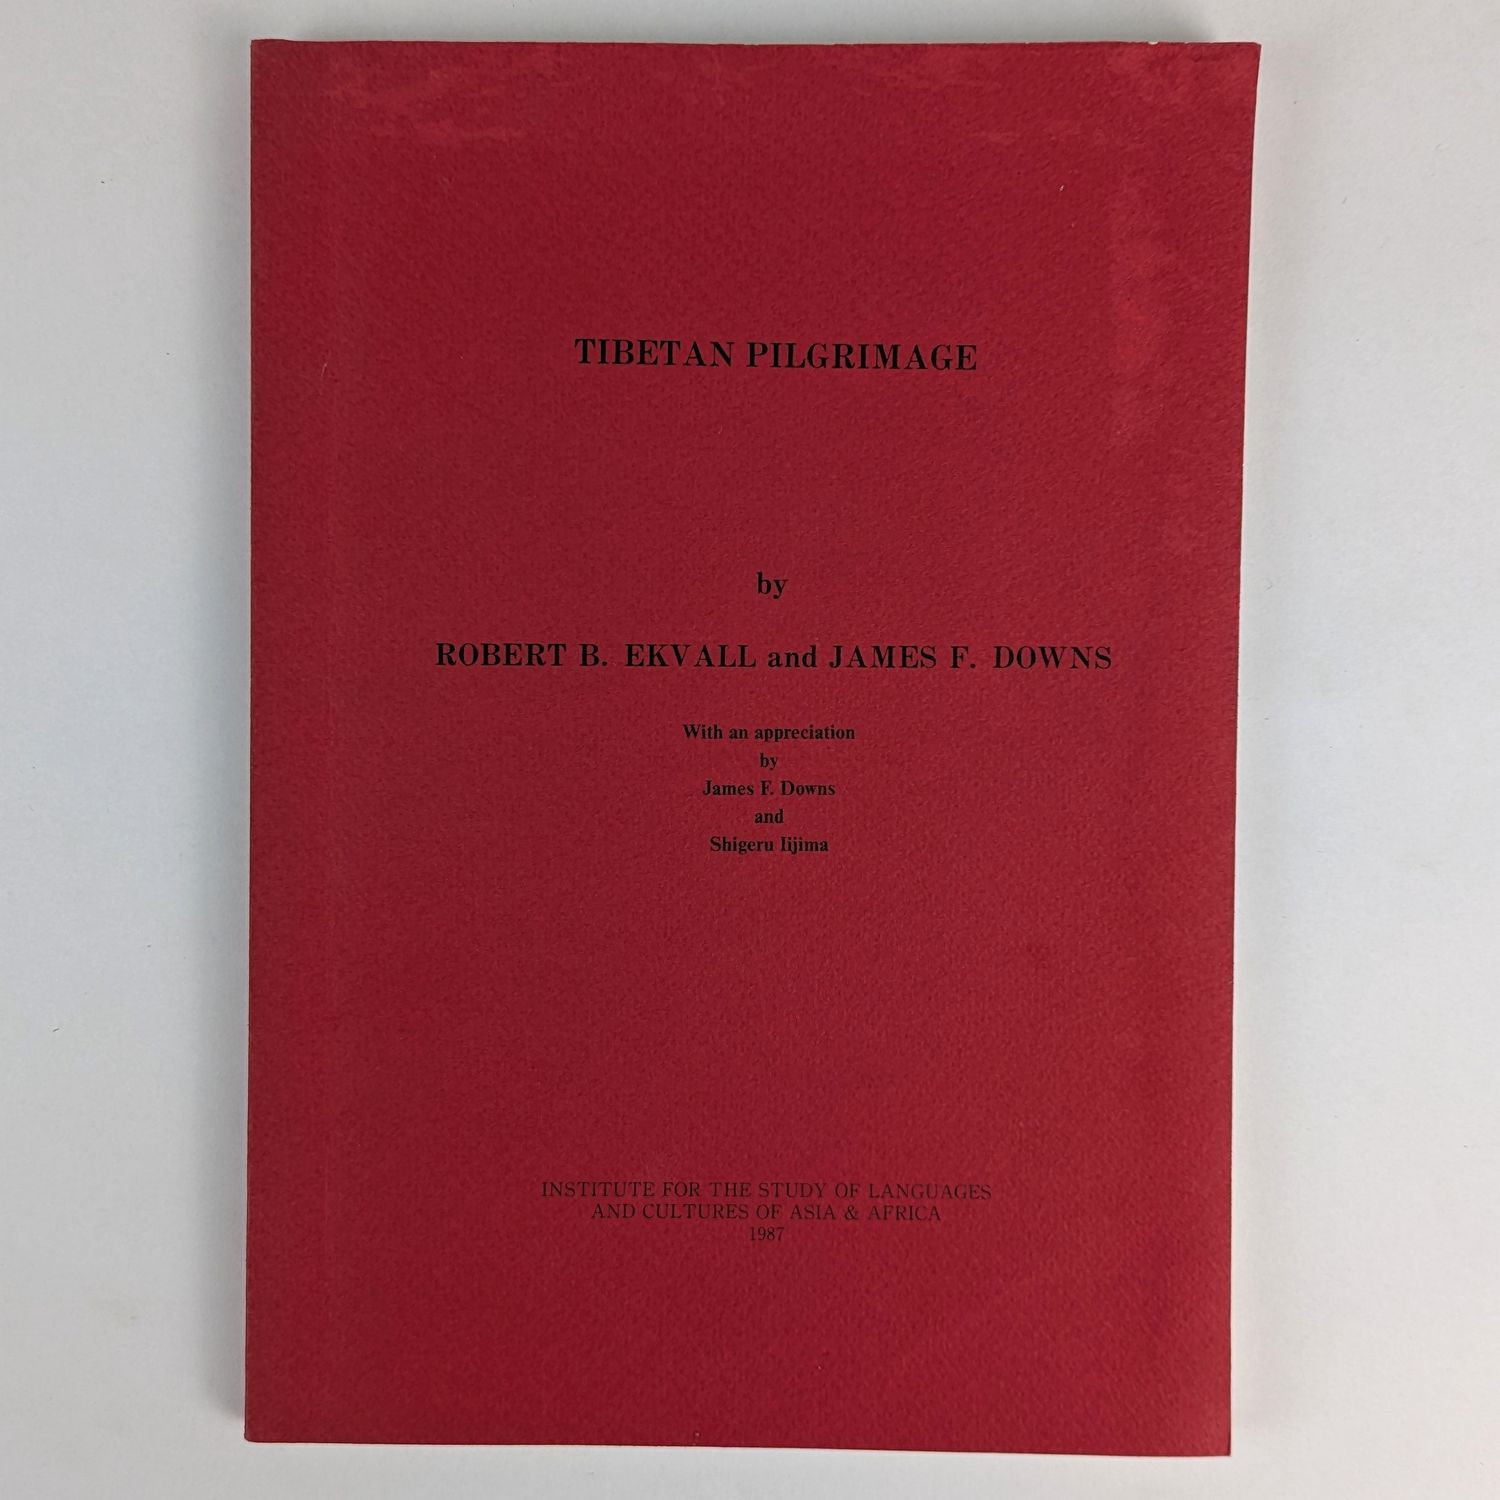 TIBETAN PILGRIMAGE
by
ROBERT B. EKVALL and JAMES F. DOWNS
With an appreciation
by
James F. Downs
and
Shigeru Iijima
INSTITUTE FOR THE STUDY OF LANGUAGES
AND CULTURES OF ASIA & AFRICA
1987